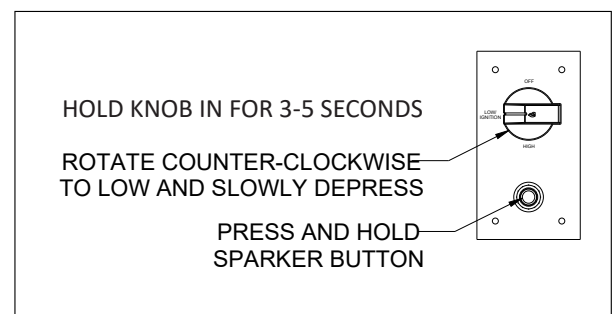 OFF
HOLD KNOB IN FOR 3-5 SECONDS
LOW/
IGNITION
ROTATE COUNTER-CLOCKWISE
TO LOW AND SLOWLY DEPRESS
HIGH
PRESS AND HOLD
SPARKER BUTTON